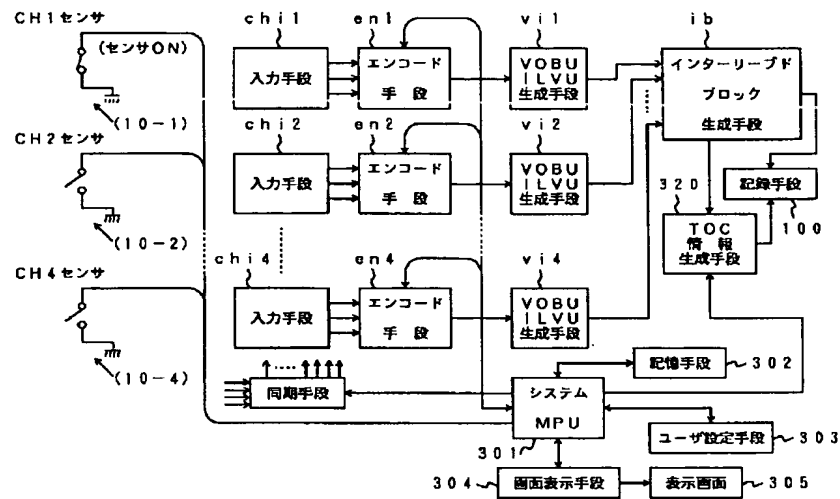 CH1センサ
(センサON)
(10-1)
CH2センサ
(10-2)
CH4センサ
(10-4)
chi1
en1
vi1
ib
入力手段
エンコード
手段
VOBU
ILVU
生成手段
インターリーブド
ブロック
生成手段
chi2
en2
vi2
入力手段
エンコード
手段
VOBU
ILVU
生成手段
320
記録手段
100
TOC
情報
生成手段
chi4
en4
vi4
入力手段
エンコード
手段
VOBU
ILVU
生成手段
同期手段
システム
MPU
301
記憶手段
302
ユーザ設定手段
303
304
画面表示手段
表示画面
305